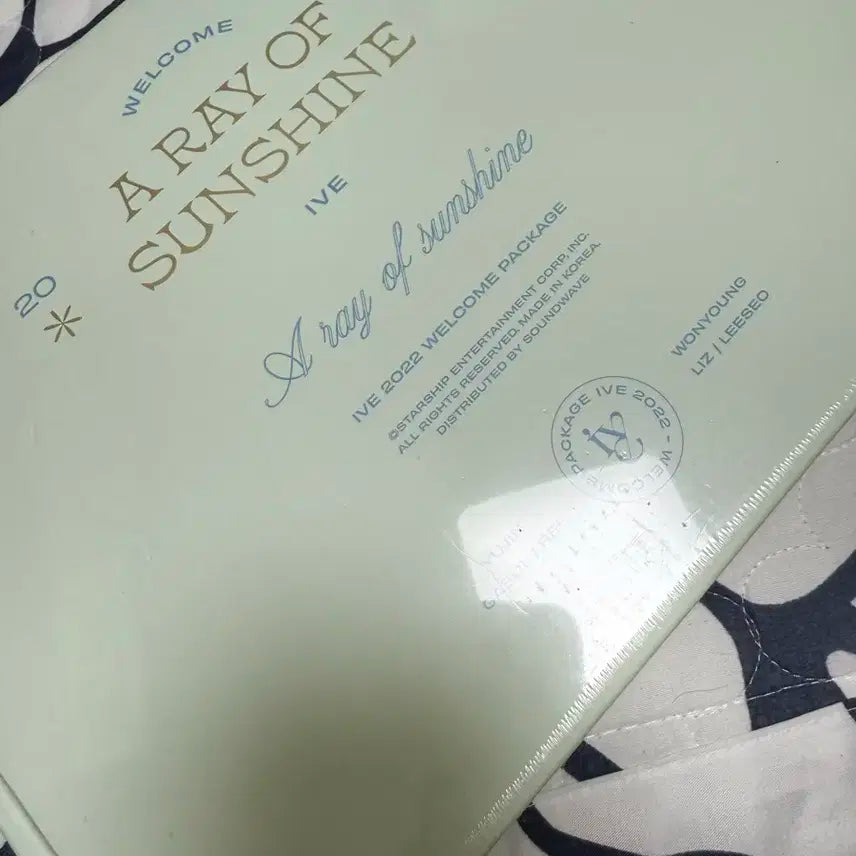 WELCOME
A RAY OF
SUNSHINE
IVE
20
*
A ray of sunshine
IVE 2022 WELCOME PACKAGE
©STARSHIP ENTERTAINMENT CORP, INC.
ALL RIGHTS RESERVED. MADE IN KOREA.
DISTRIBUTED BY SOUNDWAVE
WONYOUNG
LIZ / LEESEO
PACKAGE IVE 2022 - WELCOME
IVE